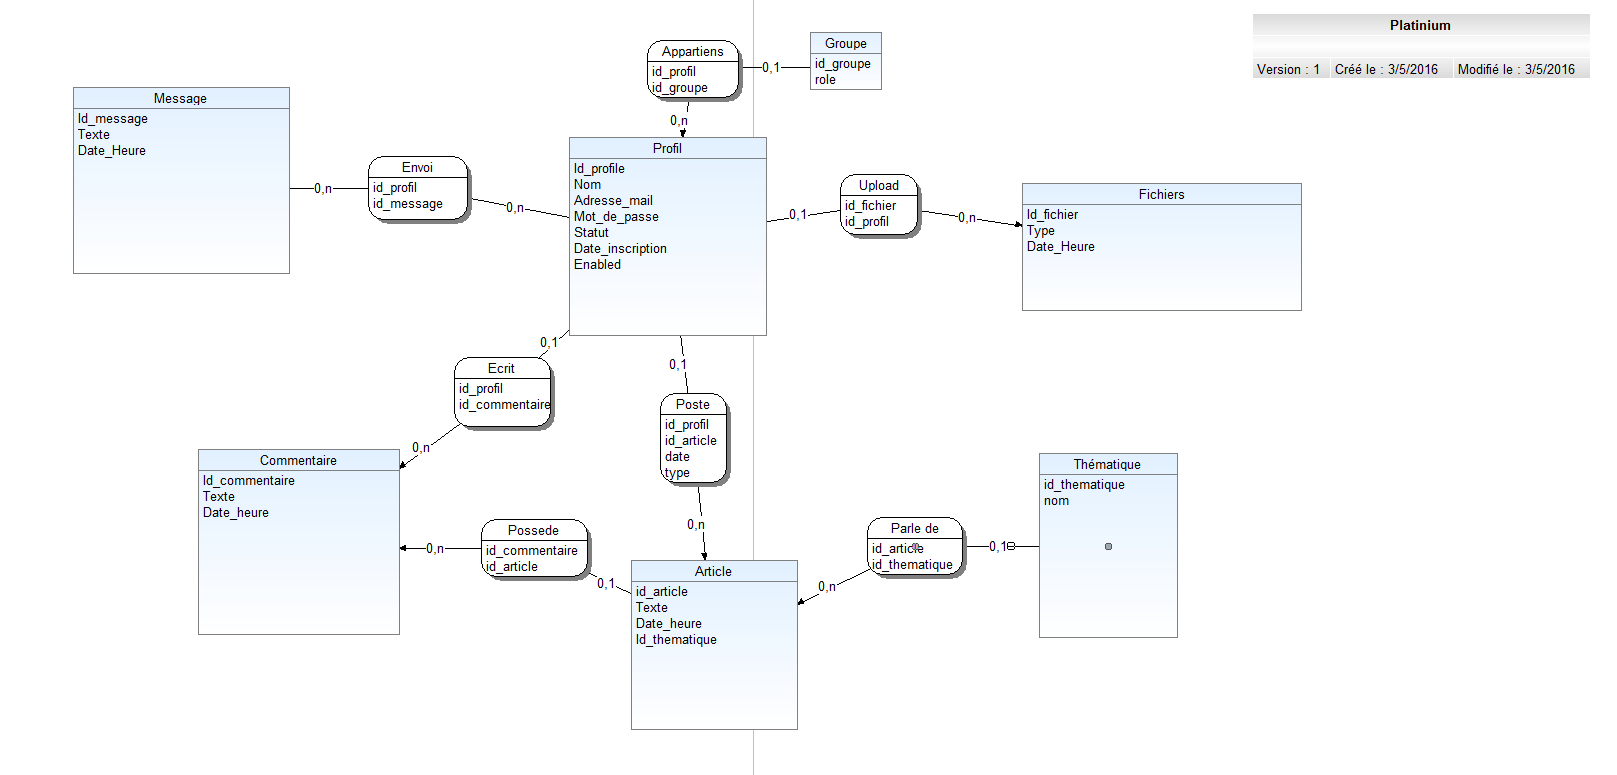 Platinium
Version : 1 Créé le : 3/5/2016 Modifié le : 3/5/2016
Groupe
id_groupe
role
Appartiens
id_profil
id_groupe
0,1
0,n
Message
Id_message
Texte
Date_Heure
0,n
Envoi
id_profil
id_message
0,n
Profil
Id_profile
Nom
Adresse_mail
Mot_de_passe
Statut
Date_inscription
Enabled
0,1
Upload
id_fichier
id_profil
0,n
Fichiers
Id_fichier
Type
Date_Heure
0,1
Ecrit
id_profil
id_commentaire
0,n
0,1
Poste
id_profil
id_article
date
type
0,n
Commentaire
Id_commentaire
Texte
Date_heure
0,n
Possede
id_commentaire
id_article
0,1
Article
id_article
Texte
Date_heure
Id_thematique
0,n
Parle de
id_article
id_thematique
0,1
Thématique
id_thematique
nom